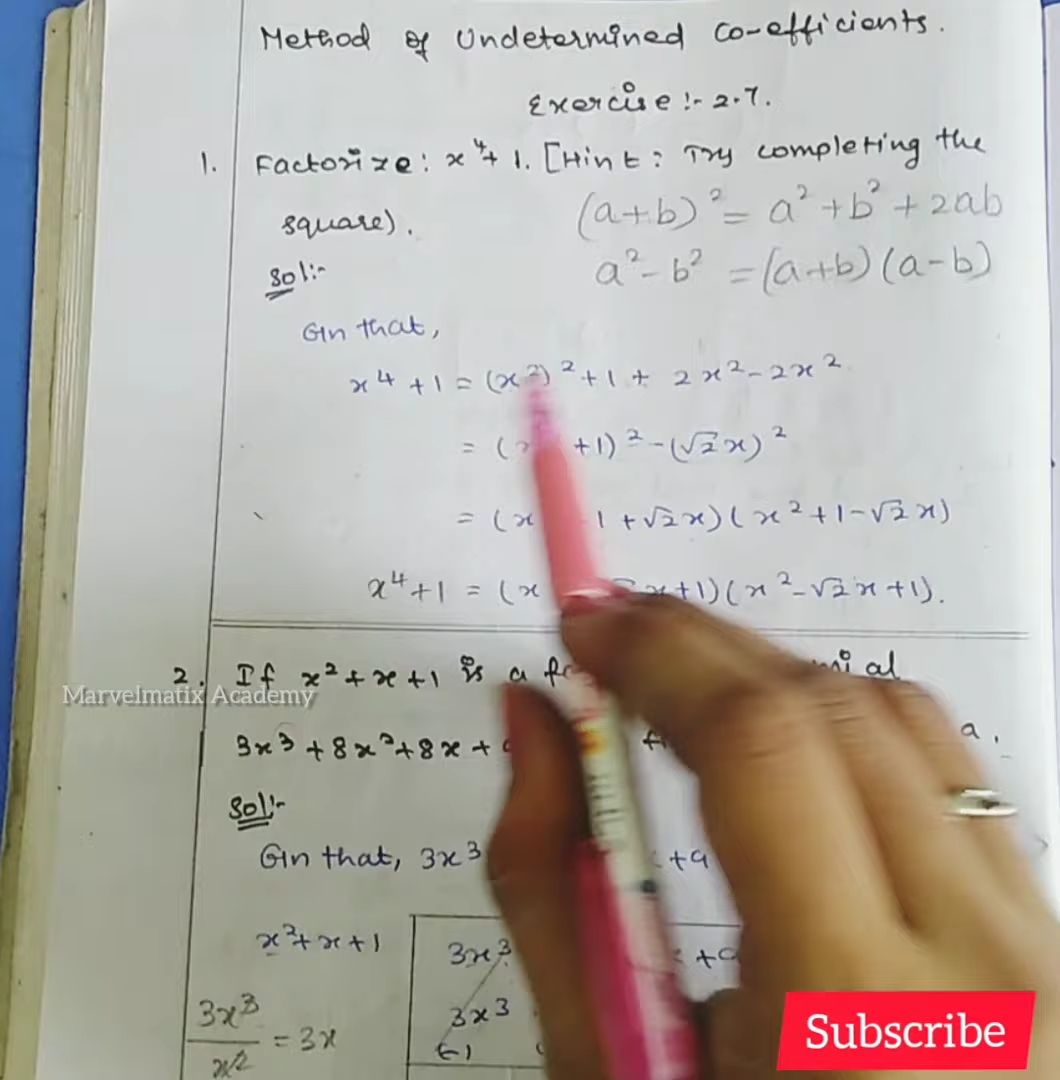 Method of Undetermined Co-efficients.
Exercise :- 2.7.
1. Factorize: x⁴+1. [Hint: Try completing the
square).
(a+b)² = a²+b²+2ab
a²-b² = (a+b)(a-b)
Sol:-
Gn that,
x⁴+1 = (x²)²+1+ 2x²-2x²
= ( +1)²-(√2x)²
= (x 1+√2x)(x²+1-√2x)
x⁴+1 = (x x+1)(x²-√2x+1).
2. If x²+x+1 is a
Marvelmatix Academy
3x³+8x²+8x+ a.
Sol:-
Gn that, 3x³ +a
x²+x+1 3x³ +a
3x³/x² = 3x
3x³
(-)
Subscribe